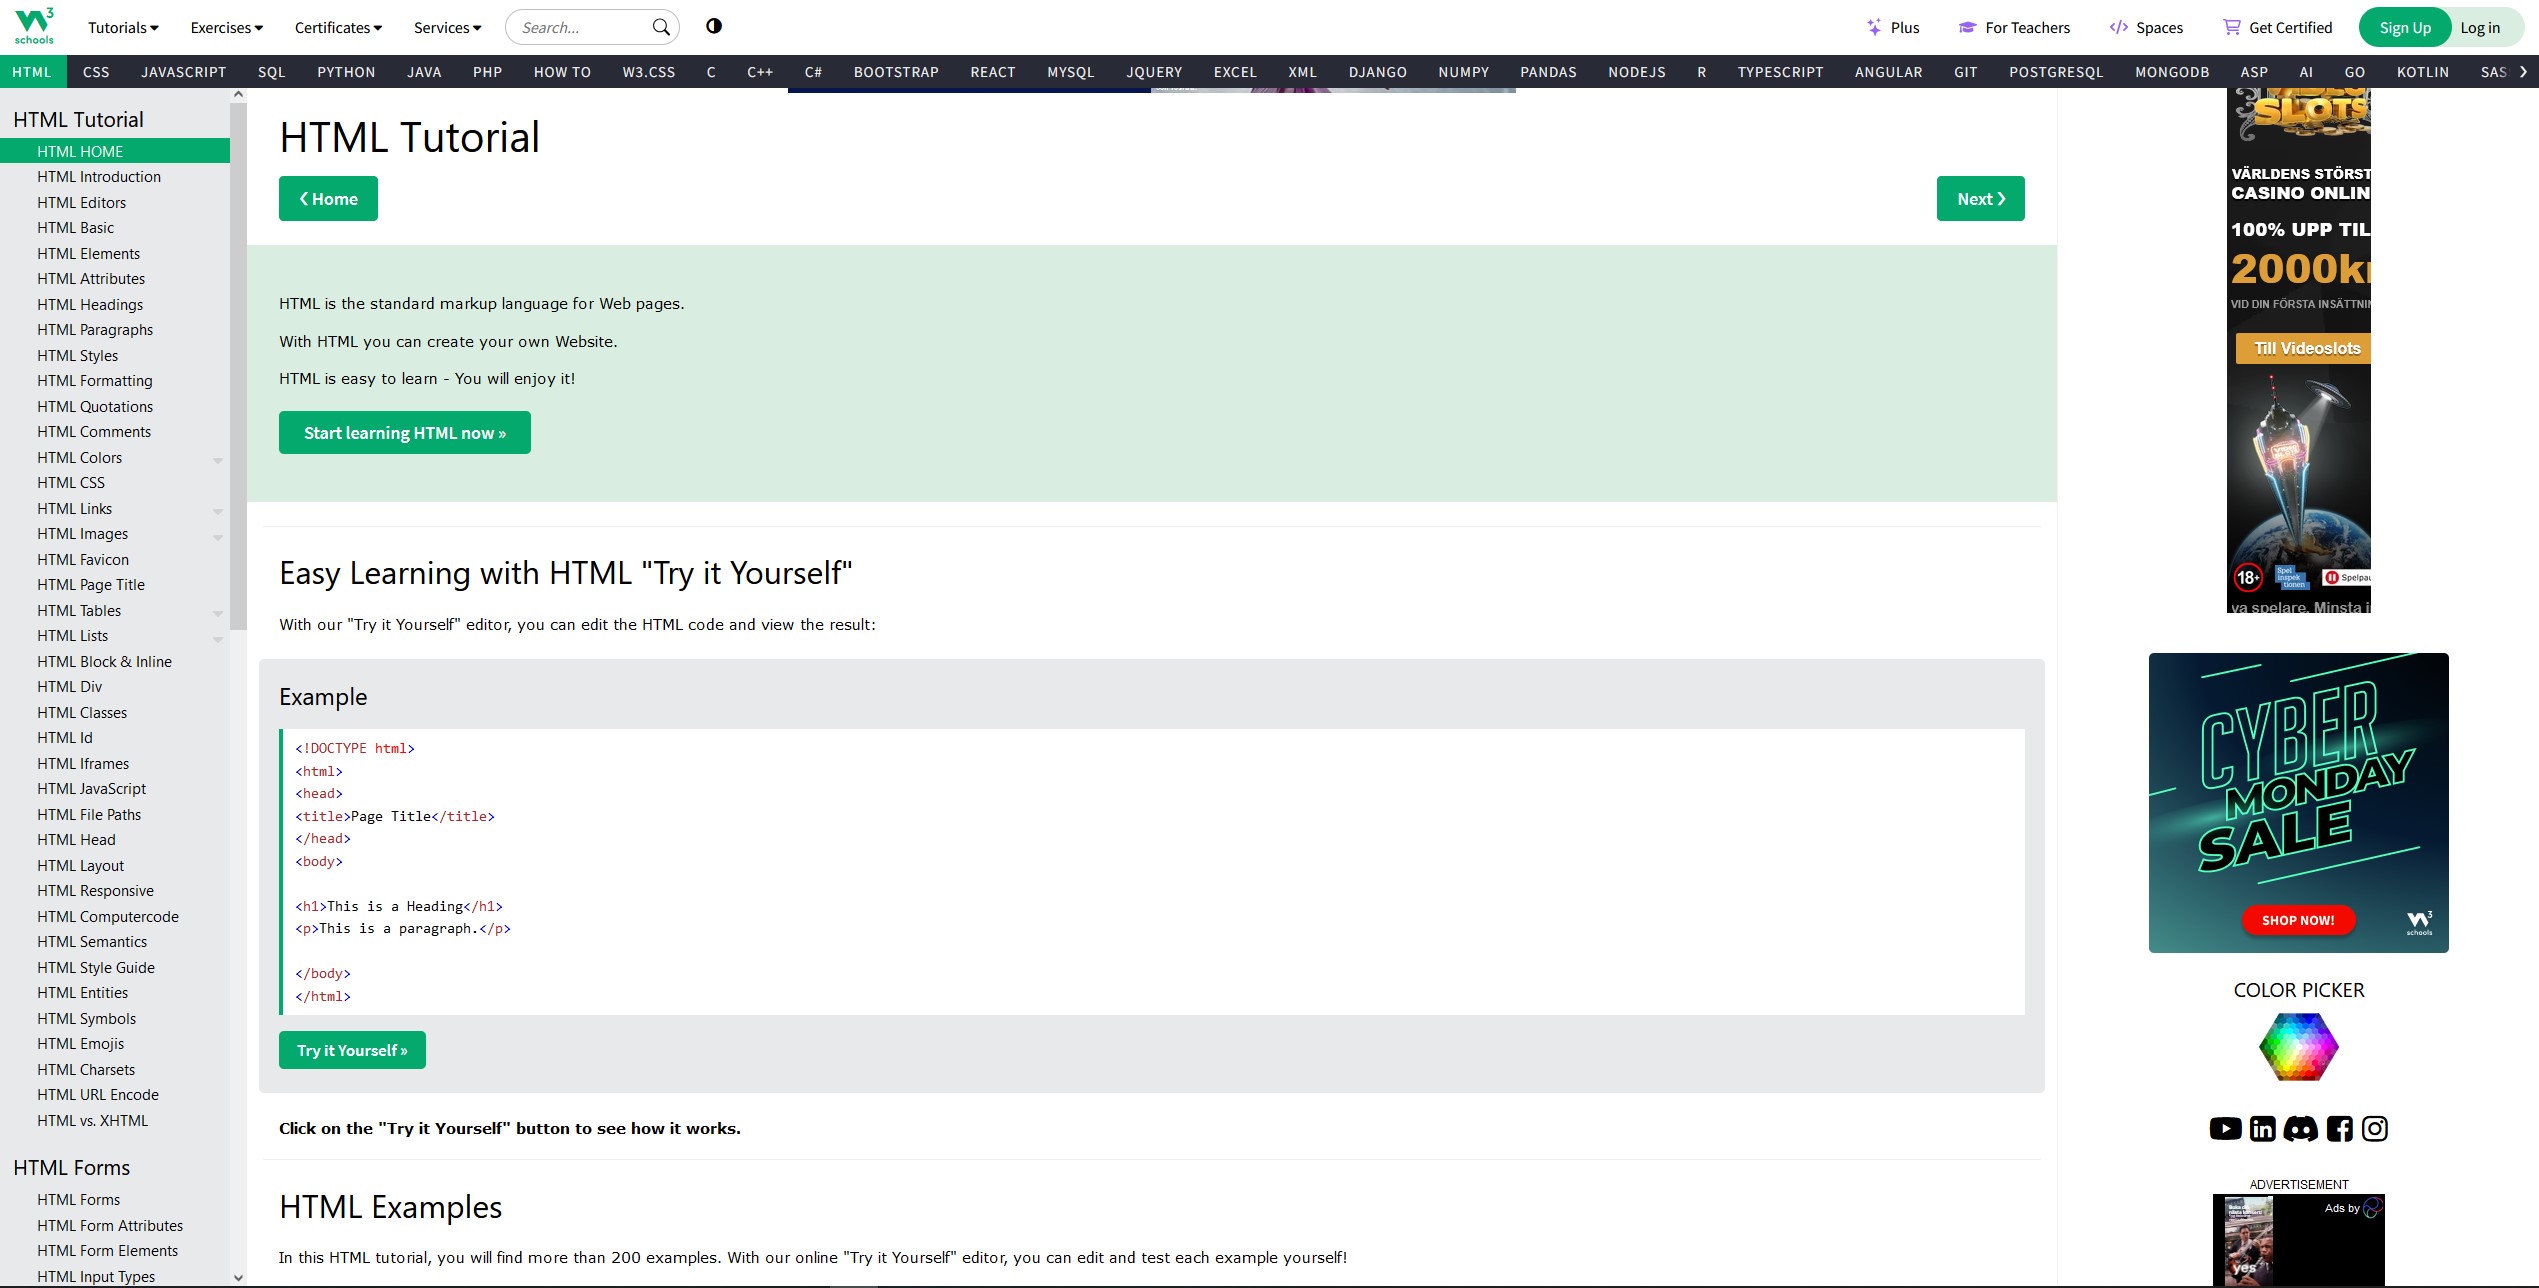 W3 schools
Tutorials
Exercises
Certificates
Services
Search...
Plus
For Teachers
Spaces
Get Certified
Sign Up
Log in
HTML
CSS
JAVASCRIPT
SQL
PYTHON
JAVA
PHP
HOW TO
W3.CSS
C
C++
C#
BOOTSTRAP
REACT
MYSQL
JQUERY
EXCEL
XML
DJANGO
NUMPY
PANDAS
NODEJS
R
TYPESCRIPT
ANGULAR
GIT
POSTGRESQL
MONGODB
ASP
AI
GO
KOTLIN
SAS
HTML Tutorial
HTML HOME
HTML Introduction
HTML Editors
HTML Basic
HTML Elements
HTML Attributes
HTML Headings
HTML Paragraphs
HTML Styles
HTML Formatting
HTML Quotations
HTML Comments
HTML Colors
HTML CSS
HTML Links
HTML Images
HTML Favicon
HTML Page Title
HTML Tables
HTML Lists
HTML Block & Inline
HTML Div
HTML Classes
HTML Id
HTML Iframes
HTML JavaScript
HTML File Paths
HTML Head
HTML Layout
HTML Responsive
HTML Computercode
HTML Semantics
HTML Style Guide
HTML Entities
HTML Symbols
HTML Emojis
HTML Charsets
HTML URL Encode
HTML vs. XHTML
HTML Forms
HTML Forms
HTML Form Attributes
HTML Form Elements
HTML Input Types
HTML Tutorial
❮ Home
Next ❯
HTML is the standard markup language for Web pages.
With HTML you can create your own Website.
HTML is easy to learn - You will enjoy it!
Start learning HTML now »
Easy Learning with HTML "Try it Yourself"
With our "Try it Yourself" editor, you can edit the HTML code and view the result:
Example
<!DOCTYPE html>
<html>
<head>
<title>Page Title</title>
</head>
<body>
<h1>This is a Heading</h1>
<p>This is a paragraph.</p>
</body>
</html>
Try it Yourself »
Click on the "Try it Yourself" button to see how it works.
HTML Examples
In this HTML tutorial, you will find more than 200 examples. With our online "Try it Yourself" editor, you can edit and test each example yourself!
SLOTS
VÄRLDENS STÖRST
CASINO ONLIN
100% UPP TIL
2000k
VID DIN FÖRSTA INSÄTTNI
Till Videoslots
18+
Spel
inspek
tionen
Spelpau
va spelare. Minsta i
CYBER
MONDAY
SALE
SHOP NOW!
W3 schools
COLOR PICKER
in
ADVERTISEMENT
Ads by
yes